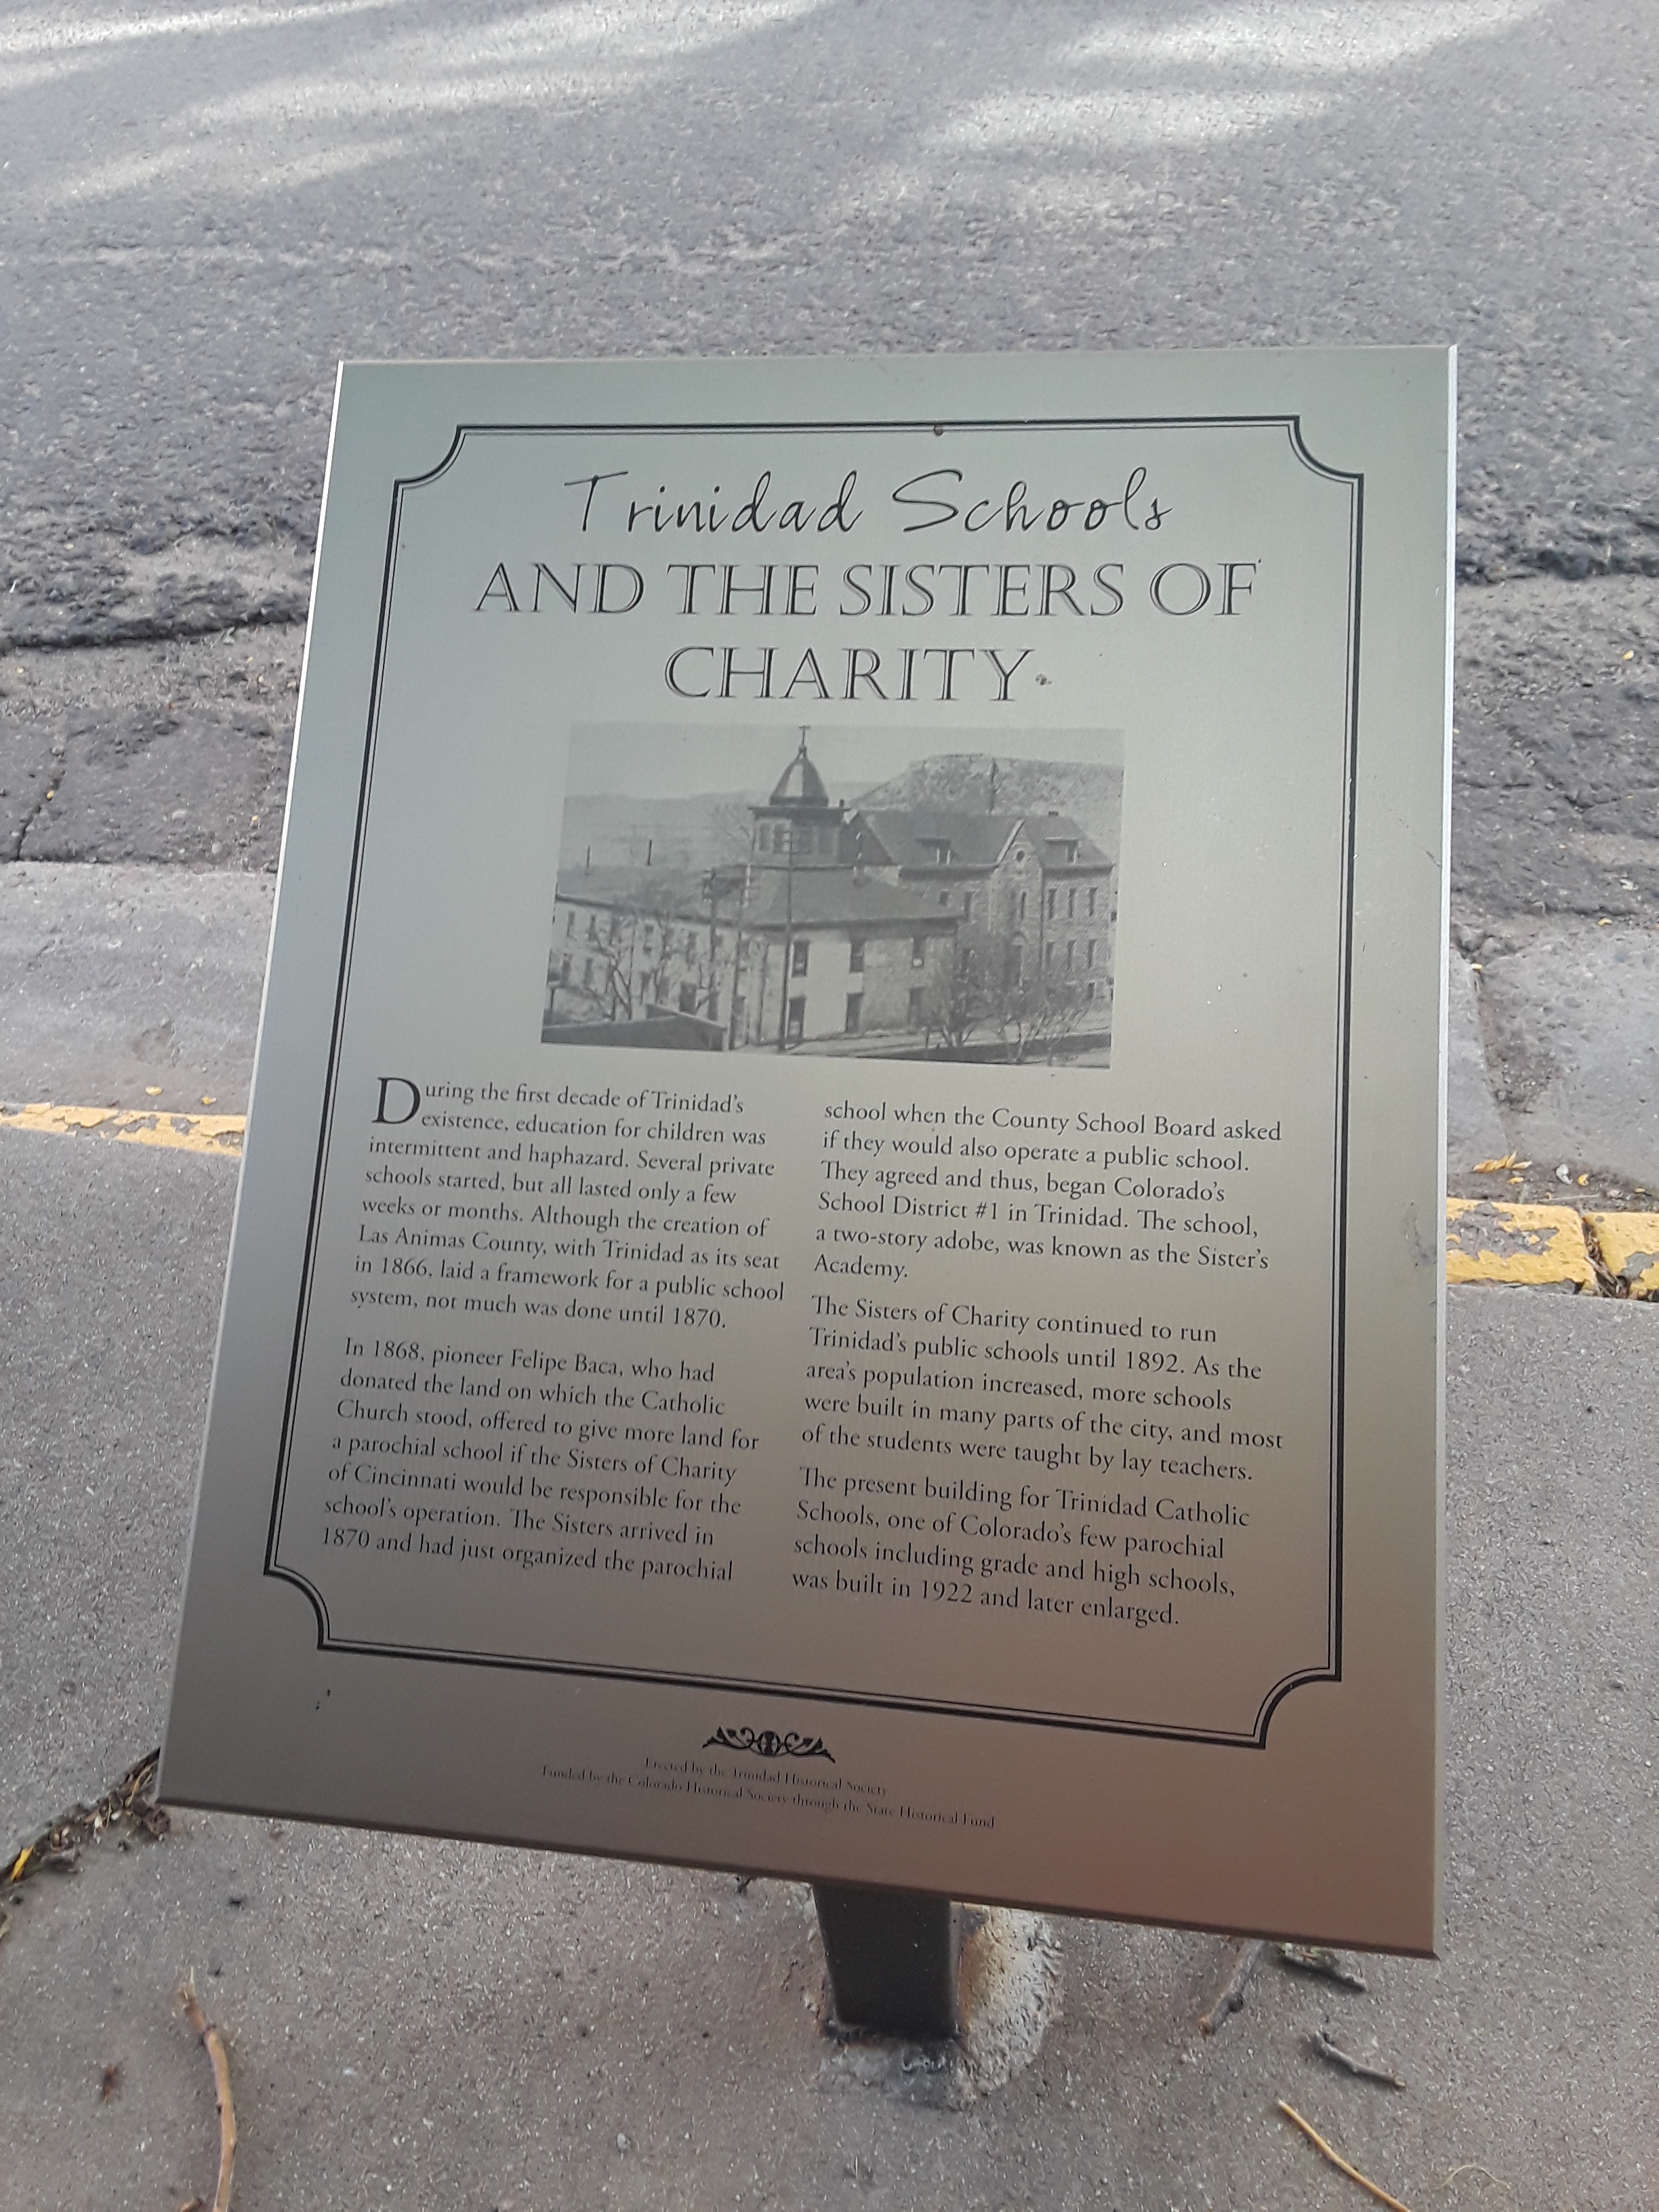 Trinidad Schools
AND THE SISTERS OF
CHARITY
During the first decade of Trinidad's
existence, education for children was
intermittent and haphazard. Several private
schools started, but all lasted only a few
weeks or months. Although the creation of
Las Animas County, with Trinidad as its seat
in 1866, laid a framework for a public school
system, not much was done until 1870.
In 1868, pioneer Felipe Baca, who had
donated the land on which the Catholic
Church stood, offered to give more land for
a parochial school if the Sisters of Charity
of Cincinnati would be responsible for the
school's operation. The Sisters arrived in
1870 and had just organized the parochial
school when the County School Board asked
if they would also operate a public school.
They agreed and thus, began Colorado's
School District #1 in Trinidad. The school,
a two-story adobe, was known as the Sister's
Academy.
The Sisters of Charity continued to run
Trinidad's public schools until 1892. As the
area's population increased, more schools
were built in many parts of the city, and most
of the students were taught by lay teachers.
The present building for Trinidad Catholic
Schools, one of Colorado's few parochial
schools including grade and high schools,
was built in 1922 and later enlarged.
Erected by the Trinidad Historical Society
Funded by the Colorado Historical Society through the State Historical Fund